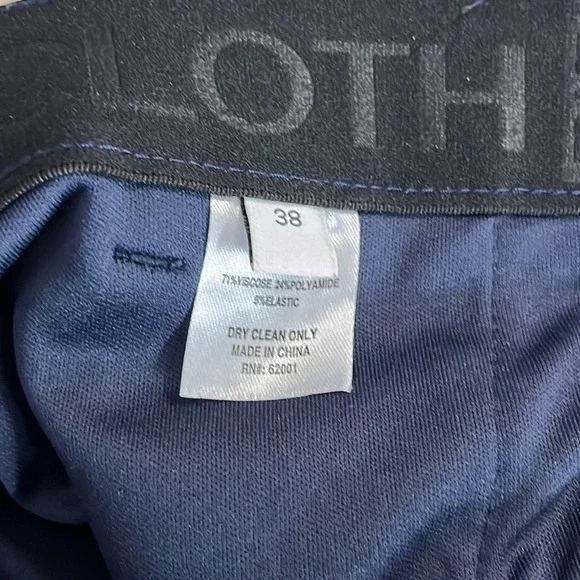 LOTH
38
71%VISCOSE 24%POLYAMIDE
5%ELASTIC
DRY CLEAN ONLY
MADE IN CHINA
RN#: 62001